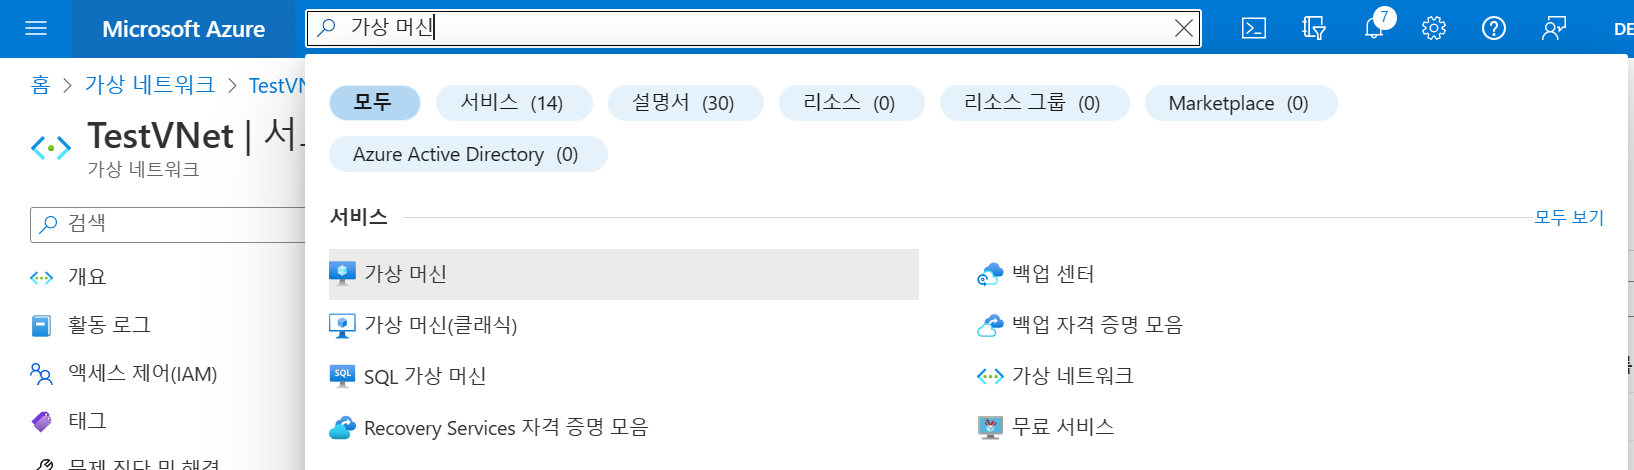 Microsoft Azure
가상 머신
7
홈 > 가상 네트워크 > TestVN
TestVNet | 서
가상 네트워크
검색
개요
활동 로그
액세스 제어(IAM)
태그
문제 진단 및 해결
모두
서비스 (14)
설명서 (30)
리소스 (0)
리소스 그룹 (0)
Marketplace (0)
Azure Active Directory (0)
서비스
모두 보기
가상 머신
가상 머신(클래식)
SQL 가상 머신
Recovery Services 자격 증명 모음
백업 센터
백업 자격 증명 모음
가상 네트워크
무료 서비스